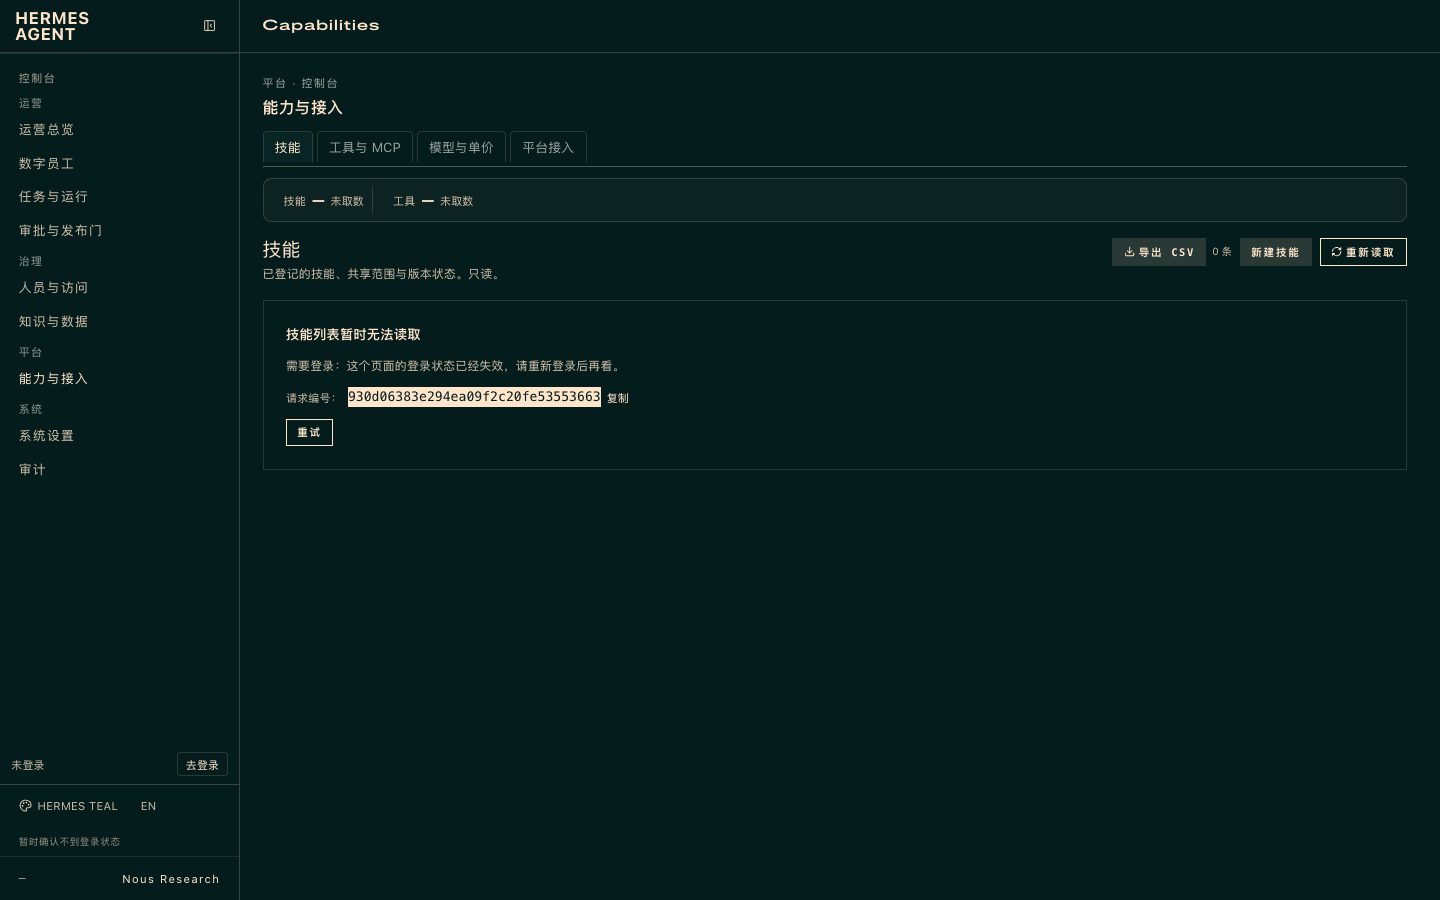 HERMES
AGENT
Capabilities
控制台
运营
运营总览
数字员工
任务与运行
审批与发布门
治理
人员与访问
知识与数据
平台
能力与接入
系统
系统设置
审计
未登录
去登录
HERMES TEAL EN
暂时确认不到登录状态
— Nous Research
平台 · 控制台
能力与接入
技能 工具与 MCP 模型与单价 平台接入
技能 — 未取数 工具 — 未取数
技能
导出 CSV 0 条 新建技能 重新读取
已登记的技能、共享范围与版本状态。只读。
技能列表暂时无法读取
需要登录：这个页面的登录状态已经失效，请重新登录后再看。
请求编号： 930d06383e294ea09f2c20fe53553663 复制
重试